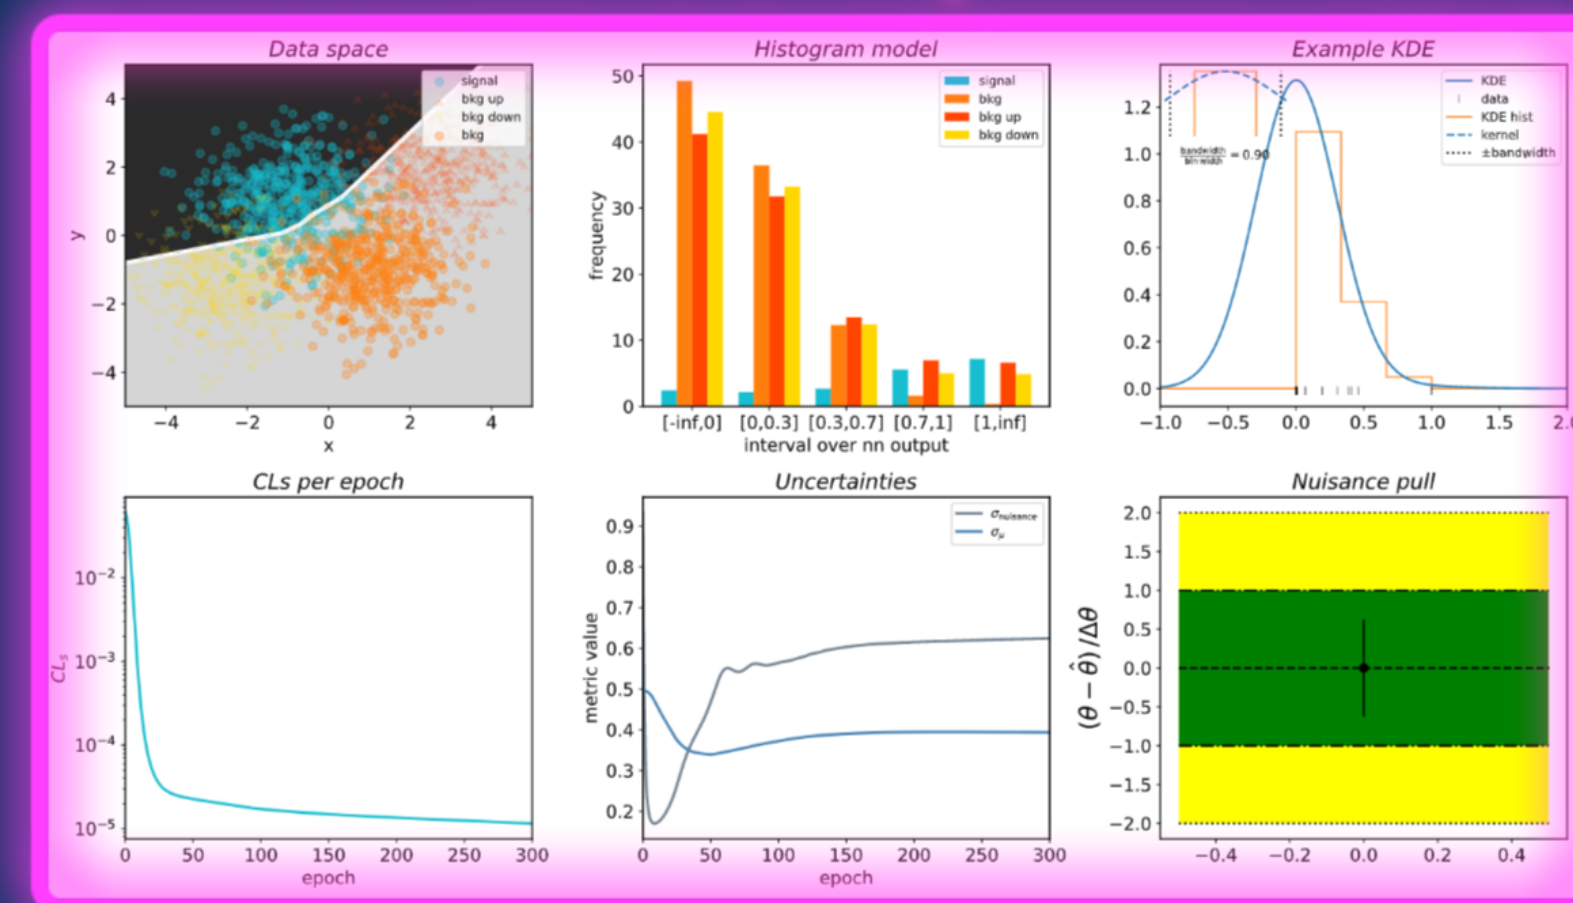 Data space
signal
bkg up
bkg down
bkg
4
2
0
−2
−4
y
−4
−2
0
2
4
x
Histogram model
signal
bkg
bkg up
bkg down
50
40
30
20
10
0
frequency
[-inf,0]
[0,0.3]
[0.3,0.7]
[0.7,1]
[1,inf]
interval over nn output
Example KDE
KDE
data
KDE hist
kernel
±bandwidth
bandwidth
bin width
= 0.90
1.2
1.0
0.8
0.6
0.4
0.2
0.0
−1.0
−0.5
0.0
0.5
1.0
1.5
2.0
CLs per epoch
10−2
10−3
10−4
10−5
CLs
0
50
100
150
200
250
300
epoch
Uncertainties
σnuisance
σμ
0.9
0.8
0.7
0.6
0.5
0.4
0.3
0.2
metric value
0
50
100
150
200
250
300
epoch
Nuisance pull
2.0
1.5
1.0
0.5
0.0
−0.5
−1.0
−1.5
−2.0
(θ − θ̂) / Δθ
−0.4
−0.2
0.0
0.2
0.4